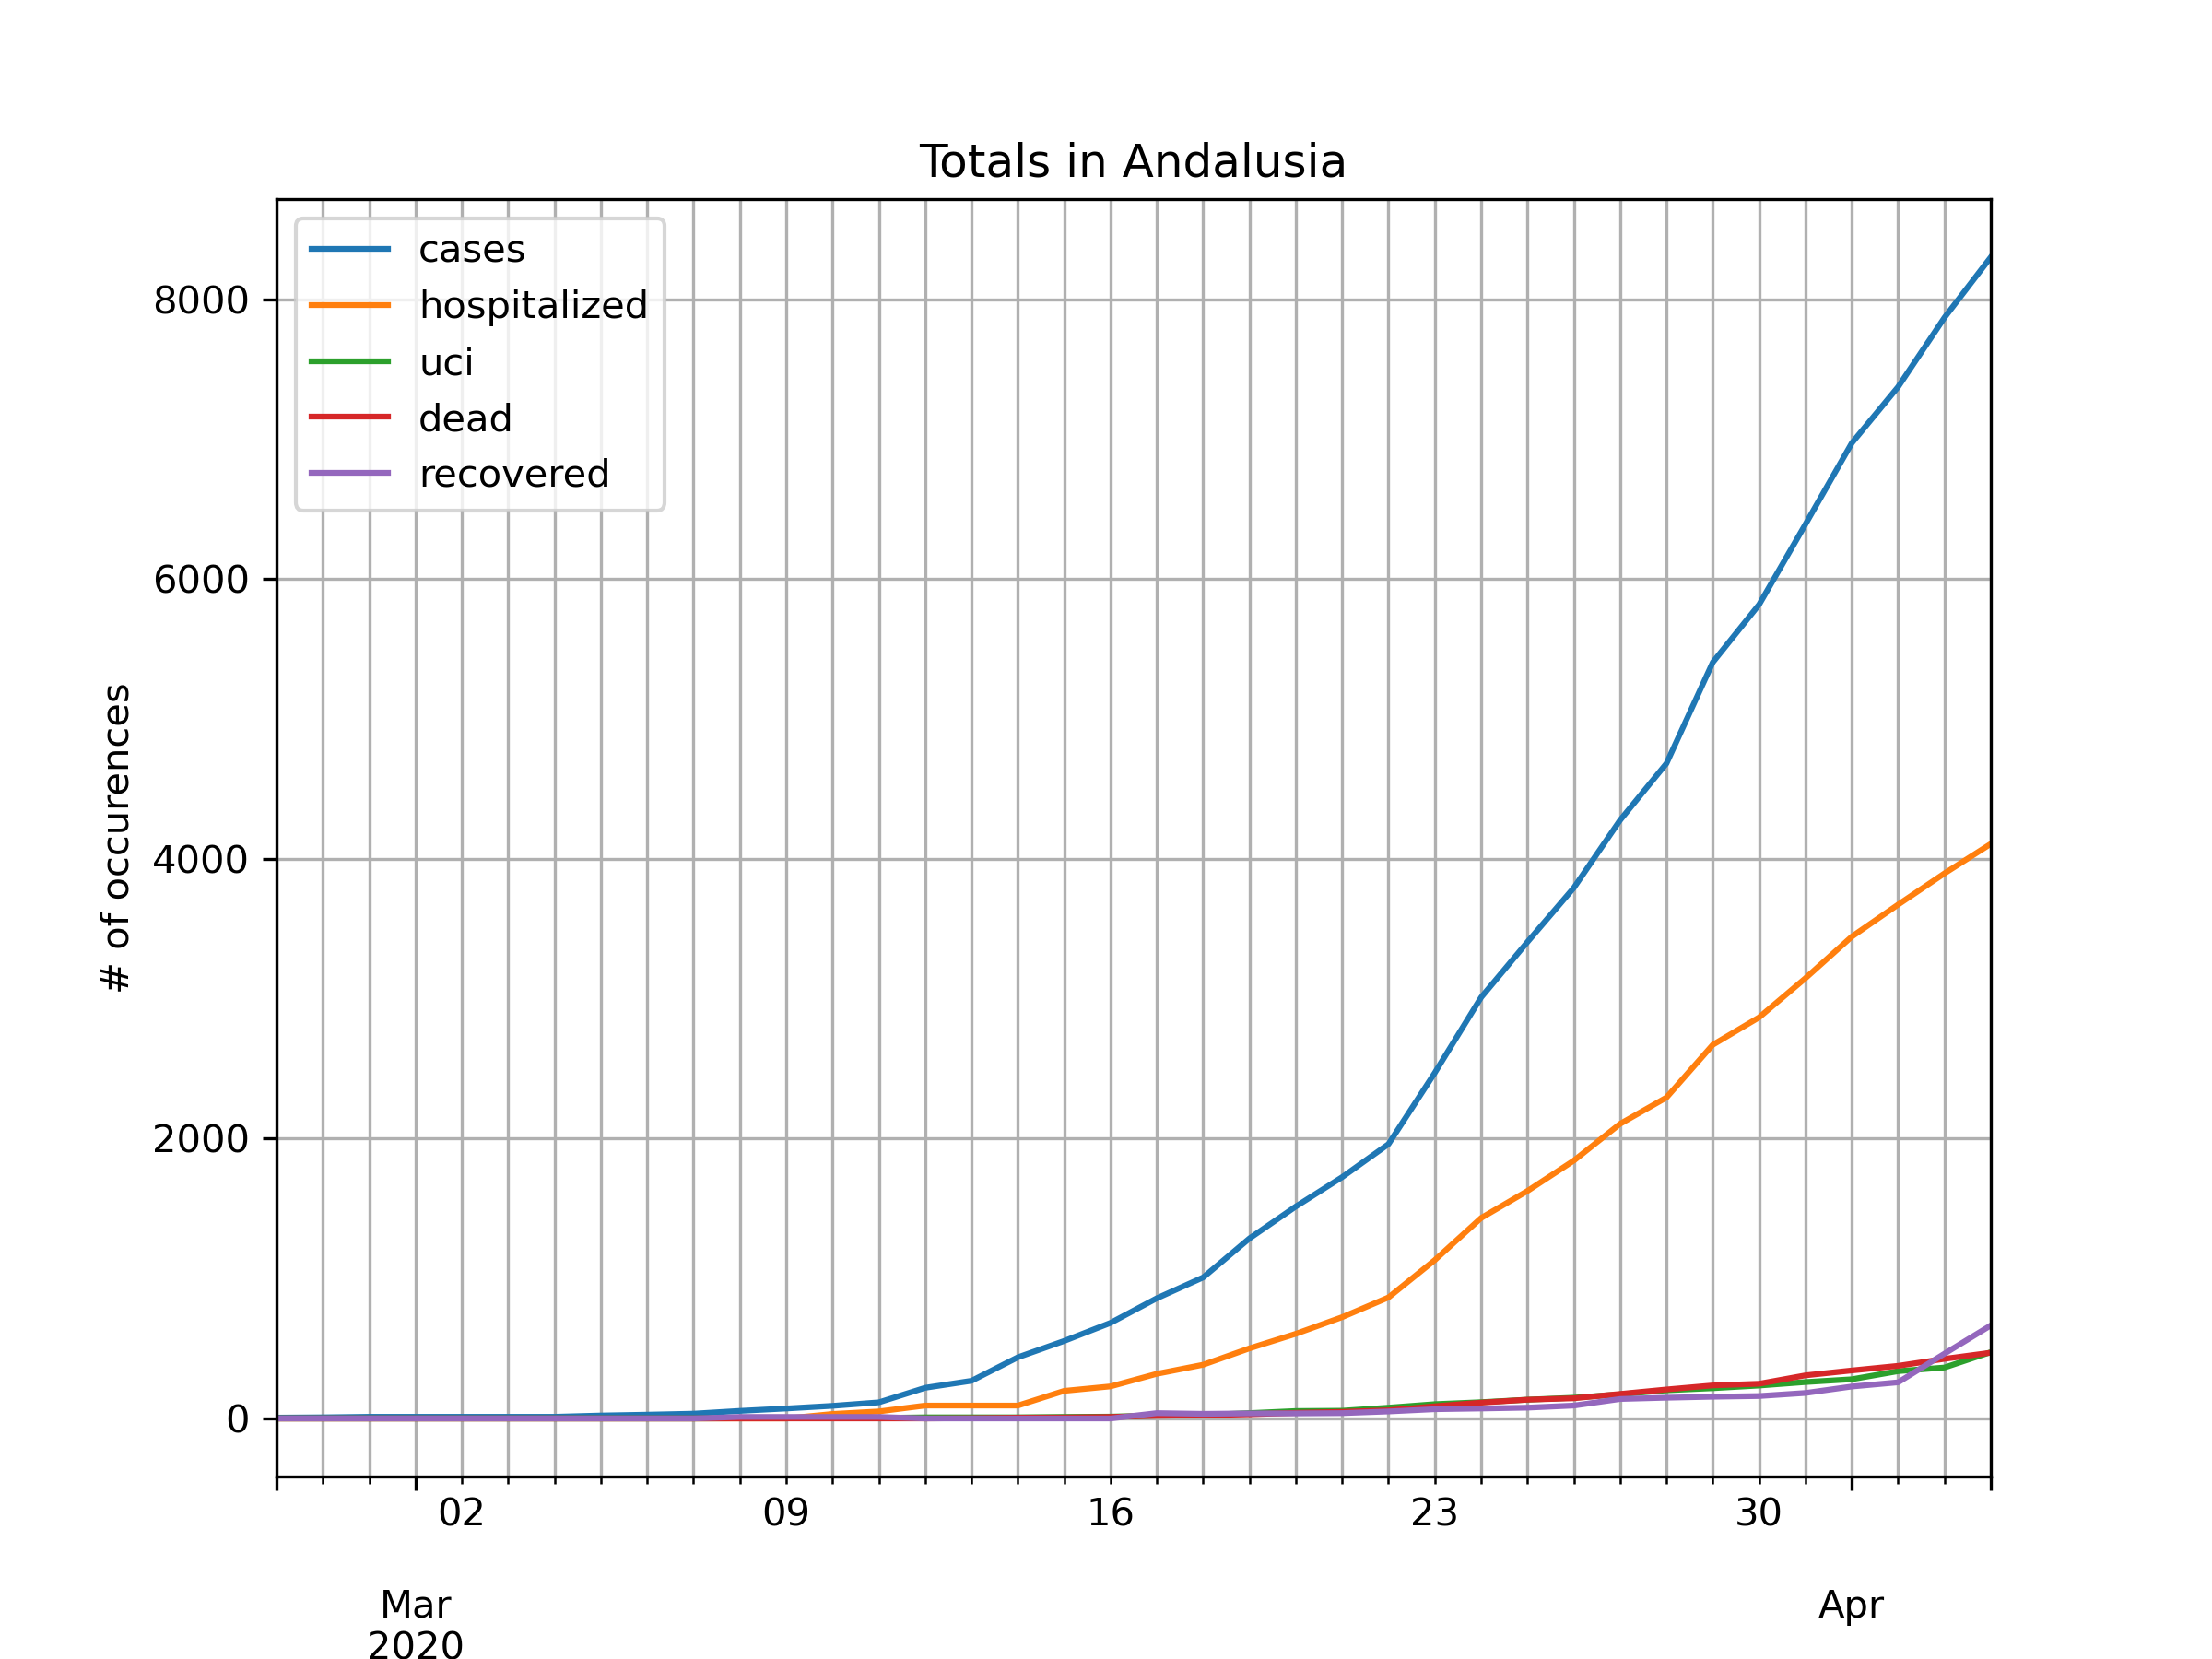 Totals in Andalusia
cases
hospitalized
uci
dead
recovered
8000
6000
4000
2000
0
# of occurences
02 09 16 23 30
Mar Apr
2020